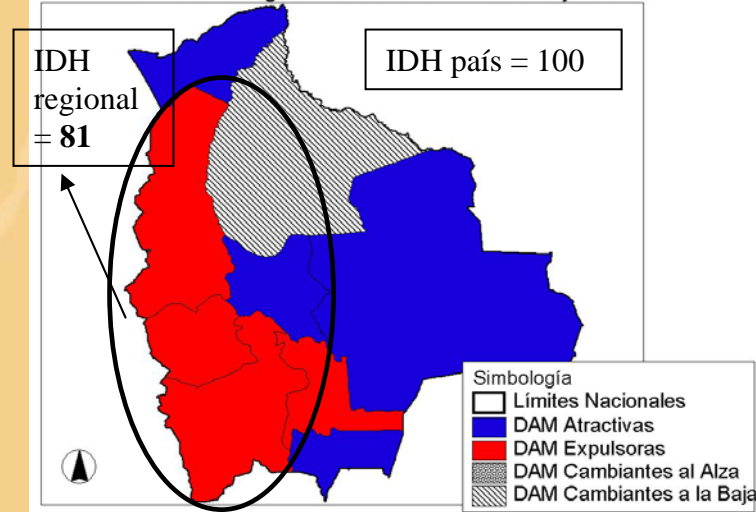 IDH
regional
= 81
IDH país = 100
Simbología
Límites Nacionales
DAM Atractivas
DAM Expulsoras
DAM Cambiantes al Alza
DAM Cambiantes a la Baja